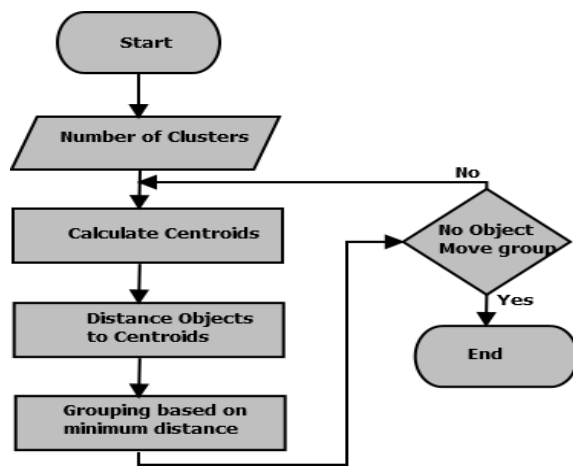 Start
Number of Clusters
No
Calculate Centroids
No Object
Move group
Distance Objects
to Centroids
Yes
End
Grouping based on
minimum distance